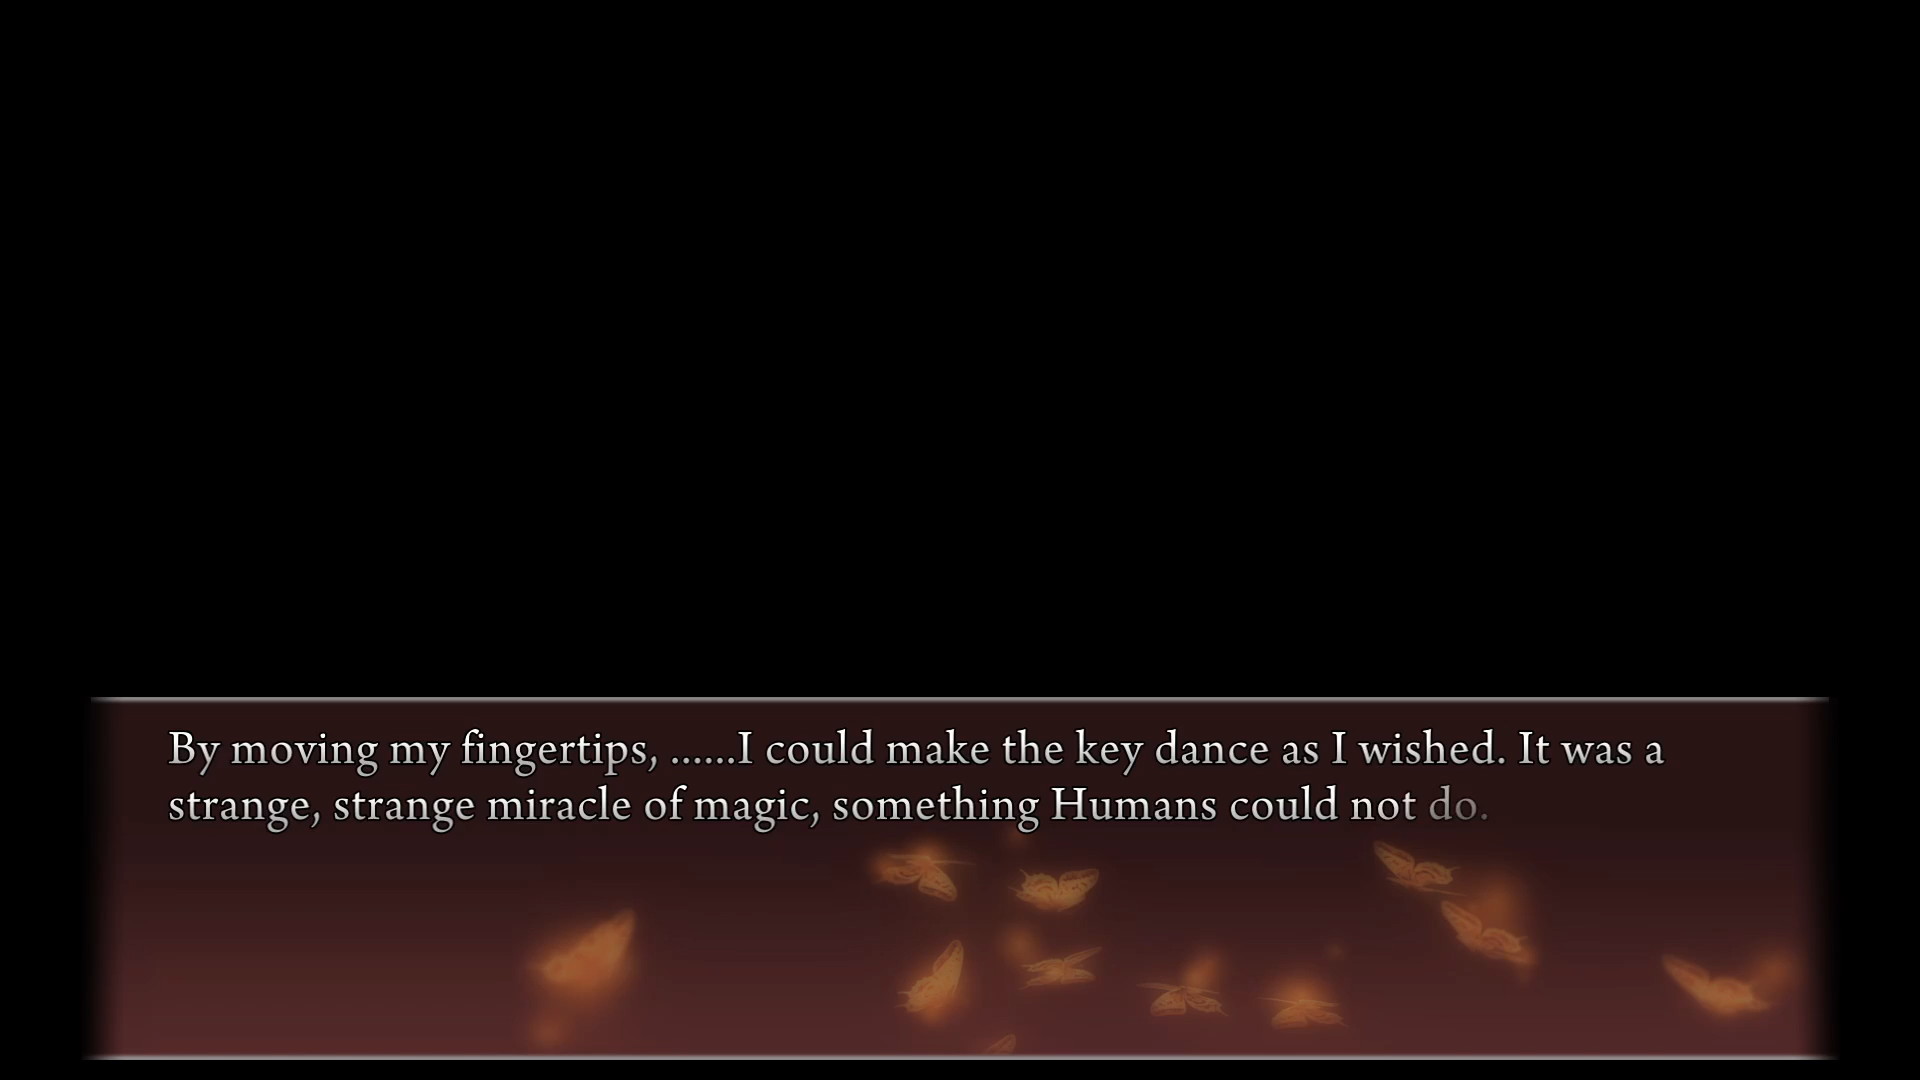 By moving my fingertips, ......I could make the key dance as I wished. It was a
strange, strange miracle of magic, something Humans could not do.